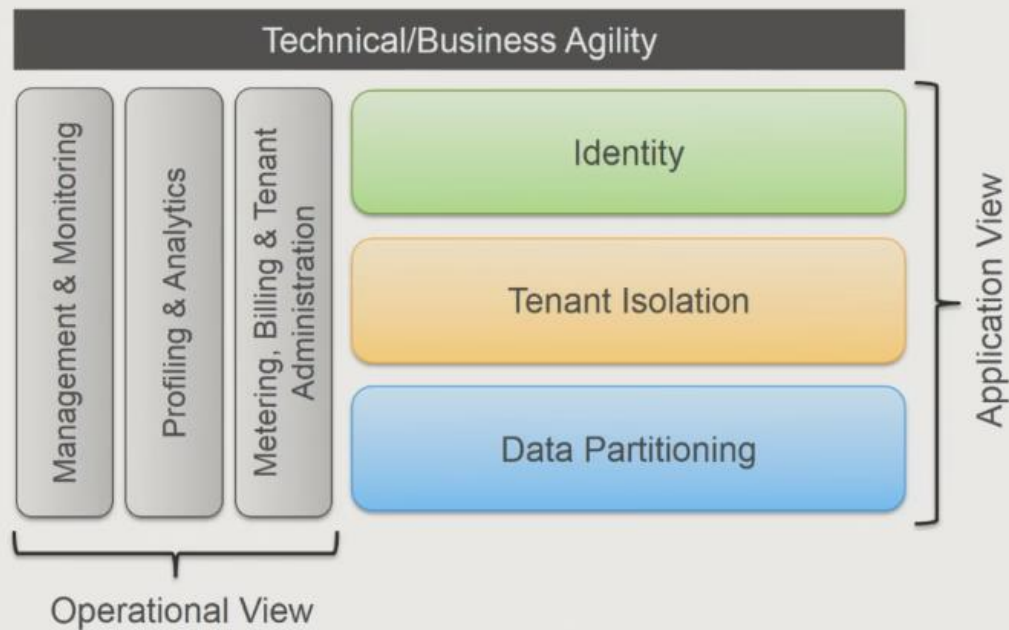 Technical/Business Agility
Management & Monitoring
Profiling & Analytics
Metering, Billing & Tenant
Administration
Identity
Tenant Isolation
Data Partitioning
Application View
Operational View